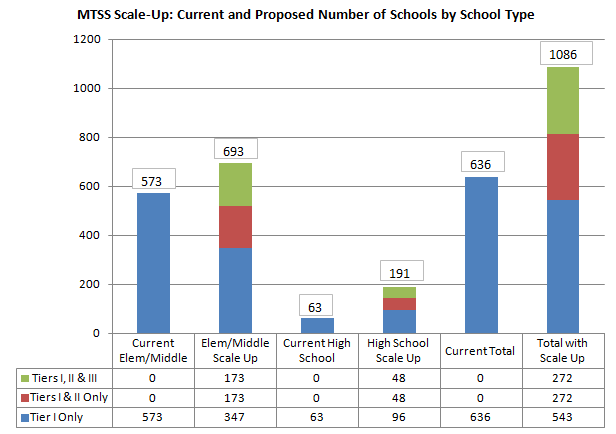 MTSS Scale-Up: Current and Proposed Number of Schools by School Type
1200
1000
800
600
400
200
0
573
693
63
191
636
1086
Current Elem/Middle
Elem/Middle Scale Up
Current High School
High School Scale Up
Current Total
Total with Scale Up
Tiers I, II & III 0 173 0 48 0 272
Tiers I & II Only 0 173 0 48 0 272
Tier I Only 573 347 63 96 636 543